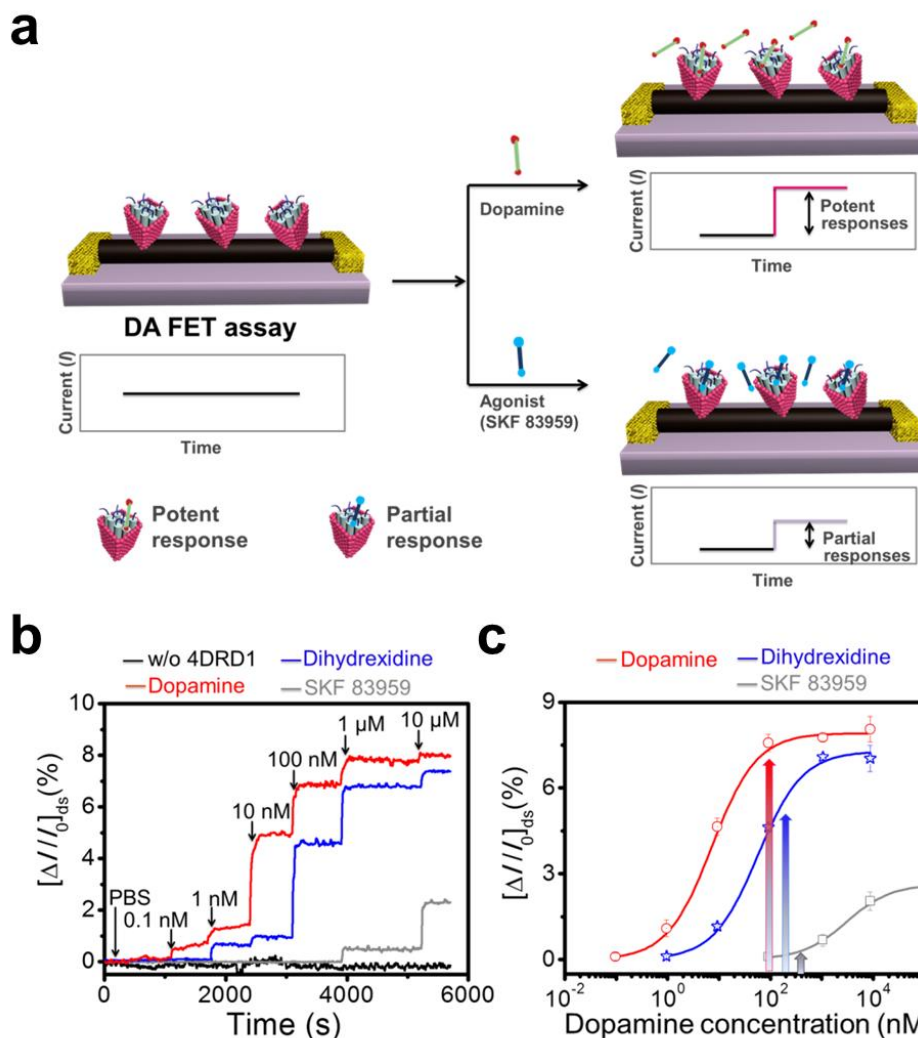 a
Dopamine
Current (I)
Potent
responses
Time
DA FET assay
Current (I)
Time
Agonist
(SKF 83959)
Potent
response
Partial
response
Current (I)
Partial
responses
Time
b
w/o 4DRD1
Dihydrexidine
Dopamine
SKF 83959
10
8
6
4
2
0
[ΔI/I₀]ds(%)
PBS
0.1 nM
1 nM
10 nM
100 nM
1 µM
10 µM
0
2000
4000
6000
Time (s)
c
Dopamine
Dihydrexidine
SKF 83959
9
6
3
0
[ΔI/I₀]ds(%)
10⁻²
10⁰
10²
10⁴
Dopamine concentration (nM